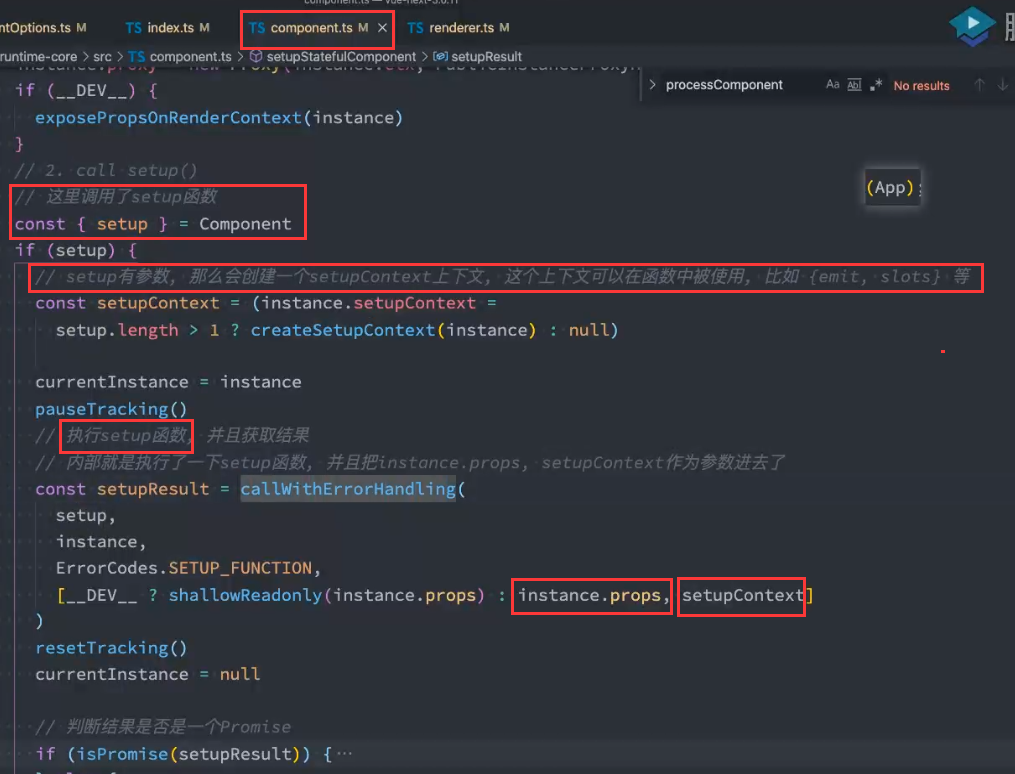 component.ts — vue-next-3.0.11
ntOptions.ts M TS index.ts M TS component.ts M × TS renderer.ts M
runtime-core > src > TS component.ts > setupStatefulComponent > setupResult
processComponent Aa Abl .* No results
if (__DEV__) {
exposePropsOnRenderContext(instance)
}
// 2. call setup()
(App);
// 这里调用了setup函数
const { setup } = Component
if (setup) {
// setup有参数, 那么会创建一个setupContext上下文, 这个上下文可以在函数中被使用, 比如 {emit, slots} 等
const setupContext = (instance.setupContext =
setup.length > 1 ? createSetupContext(instance) : null)
currentInstance = instance
pauseTracking()
// 执行setup函数, 并且获取结果
// 内部就是执行了一下setup函数, 并且把instance.props, setupContext作为参数进去了
const setupResult = callWithErrorHandling(
setup,
instance,
ErrorCodes.SETUP_FUNCTION,
[__DEV__ ? shallowReadonly(instance.props) : instance.props, setupContext]
)
resetTracking()
currentInstance = null
// 判断结果是否是一个Promise
if (isPromise(setupResult)) {···